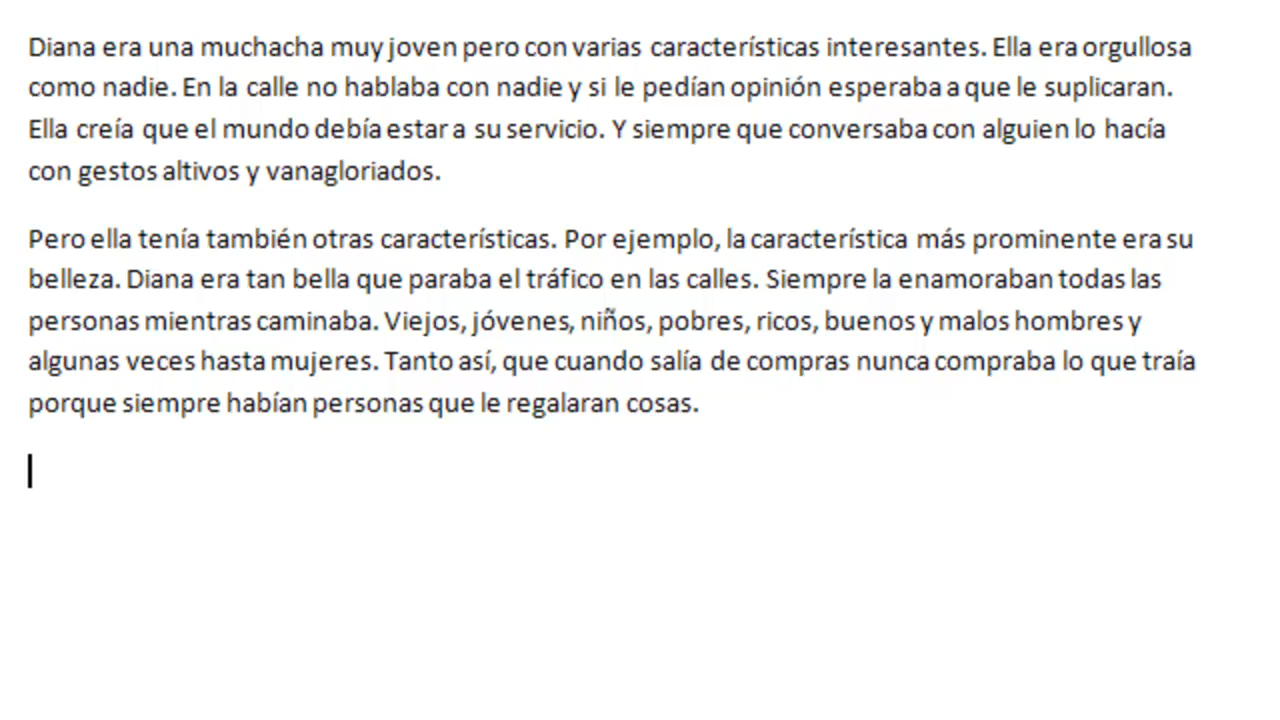 Diana era una muchacha muy joven pero con varias características interesantes. Ella era orgullosa
como nadie. En la calle no hablaba con nadie y si le pedían opinión esperaba a que le suplicaran.
Ella creía que el mundo debía estar a su servicio. Y siempre que conversaba con alguien lo hacía
con gestos altivos y vanagloriados.
Pero ella tenía también otras características. Por ejemplo, la característica más prominente era su
belleza. Diana era tan bella que paraba el tráfico en las calles. Siempre la enamoraban todas las
personas mientras caminaba. Viejos, jóvenes, niños, pobres, ricos, buenos y malos hombres y
algunas veces hasta mujeres. Tanto así, que cuando salía de compras nunca compraba lo que traía
porque siempre habían personas que le regalaran cosas.